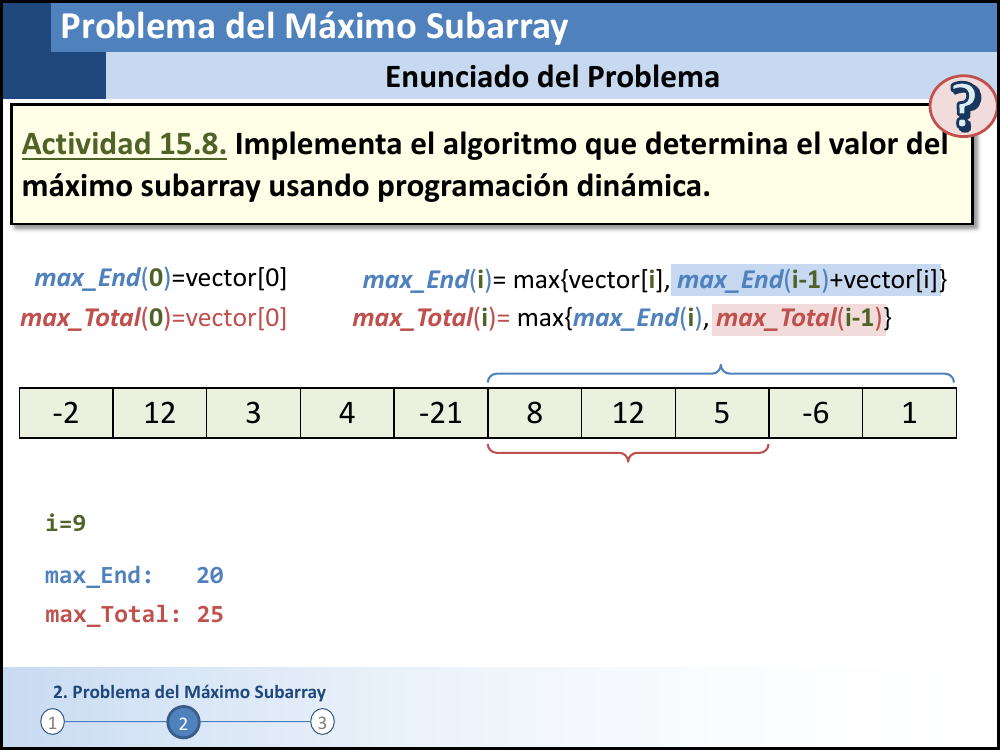 Problema del Máximo Subarray
Enunciado del Problema
?
Actividad 15.8. Implementa el algoritmo que determina el valor del
máximo subarray usando programación dinámica.
max_End(0)=vector[0]
max_End(i)= max{vector[i], max_End(i-1)+vector[i]}
max_Total(0)=vector[0]
max_Total(i)= max{max_End(i), max_Total(i-1)}
-2 12 3 4 -21 8 12 5 -6 1
i=9
max_End: 20
max_Total: 25
2. Problema del Máximo Subarray
1 2 3